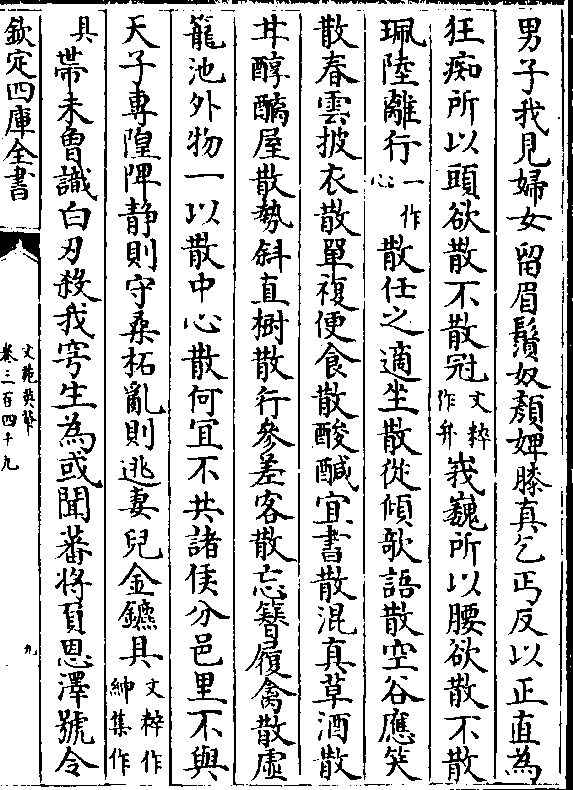 男子我見婦女留眉鬢奴顔婢膝真乞丐反以正直為
狂痴所以頭欲散不散冠文粹作弁峩巍所以腰欲散不散
珮陸離行一作心散任之適坐散從傾敧語散空谷應笑
散春雲披衣散單複便食散酸鹹宜書散渾真草酒散
甘醇醨屋散勢斜直樹散行參差客散忘簪履禽散虚
籠池外物一以散中心散何宜不共諸侯分邑里不與
天子專隍陴静則守桑柘亂則逃妻兒金鑣具文粹作紳集作
具帶未曾識白刃殺我窮生為或聞蕃將負恩澤號令
欽定四庫全書
文苑英華
卷三百四十九
九